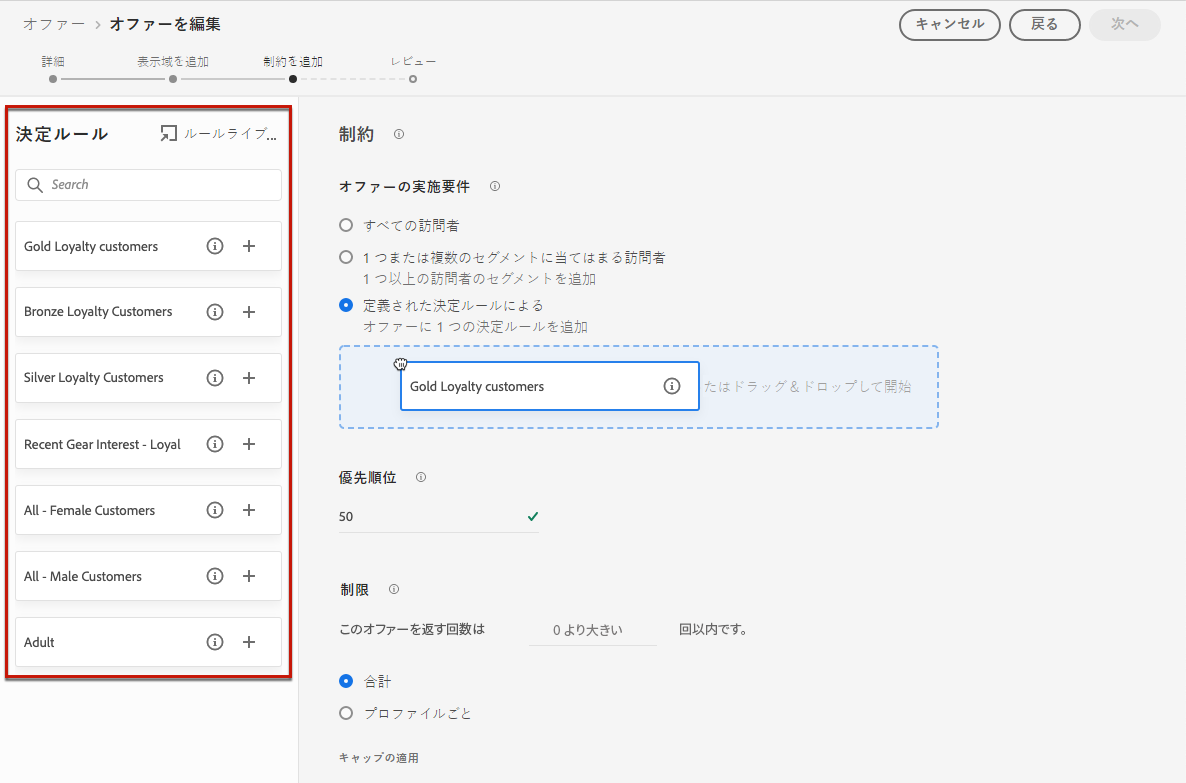 オファー > オファーを編集
キャンセル
戻る
次へ
詳細
表示域を追加
制約を追加
レビュー
決定ルール
ルールライブ...
Search
Gold Loyalty customers
Bronze Loyalty Customers
Silver Loyalty Customers
Recent Gear Interest - Loyal
All - Female Customers
All - Male Customers
Adult
制約
オファーの実施要件
すべての訪問者
1 つまたは複数のセグメントに当てはまる訪問者
1 つ以上の訪問者のセグメントを追加
定義された決定ルールによる
オファーに 1 つの決定ルールを追加
Gold Loyalty customers
たはドラッグ＆ドロップして開始
優先順位
50
制限
このオファーを返す回数は 0 より大きい 回以内です。
合計
プロファイルごと
キャップの適用